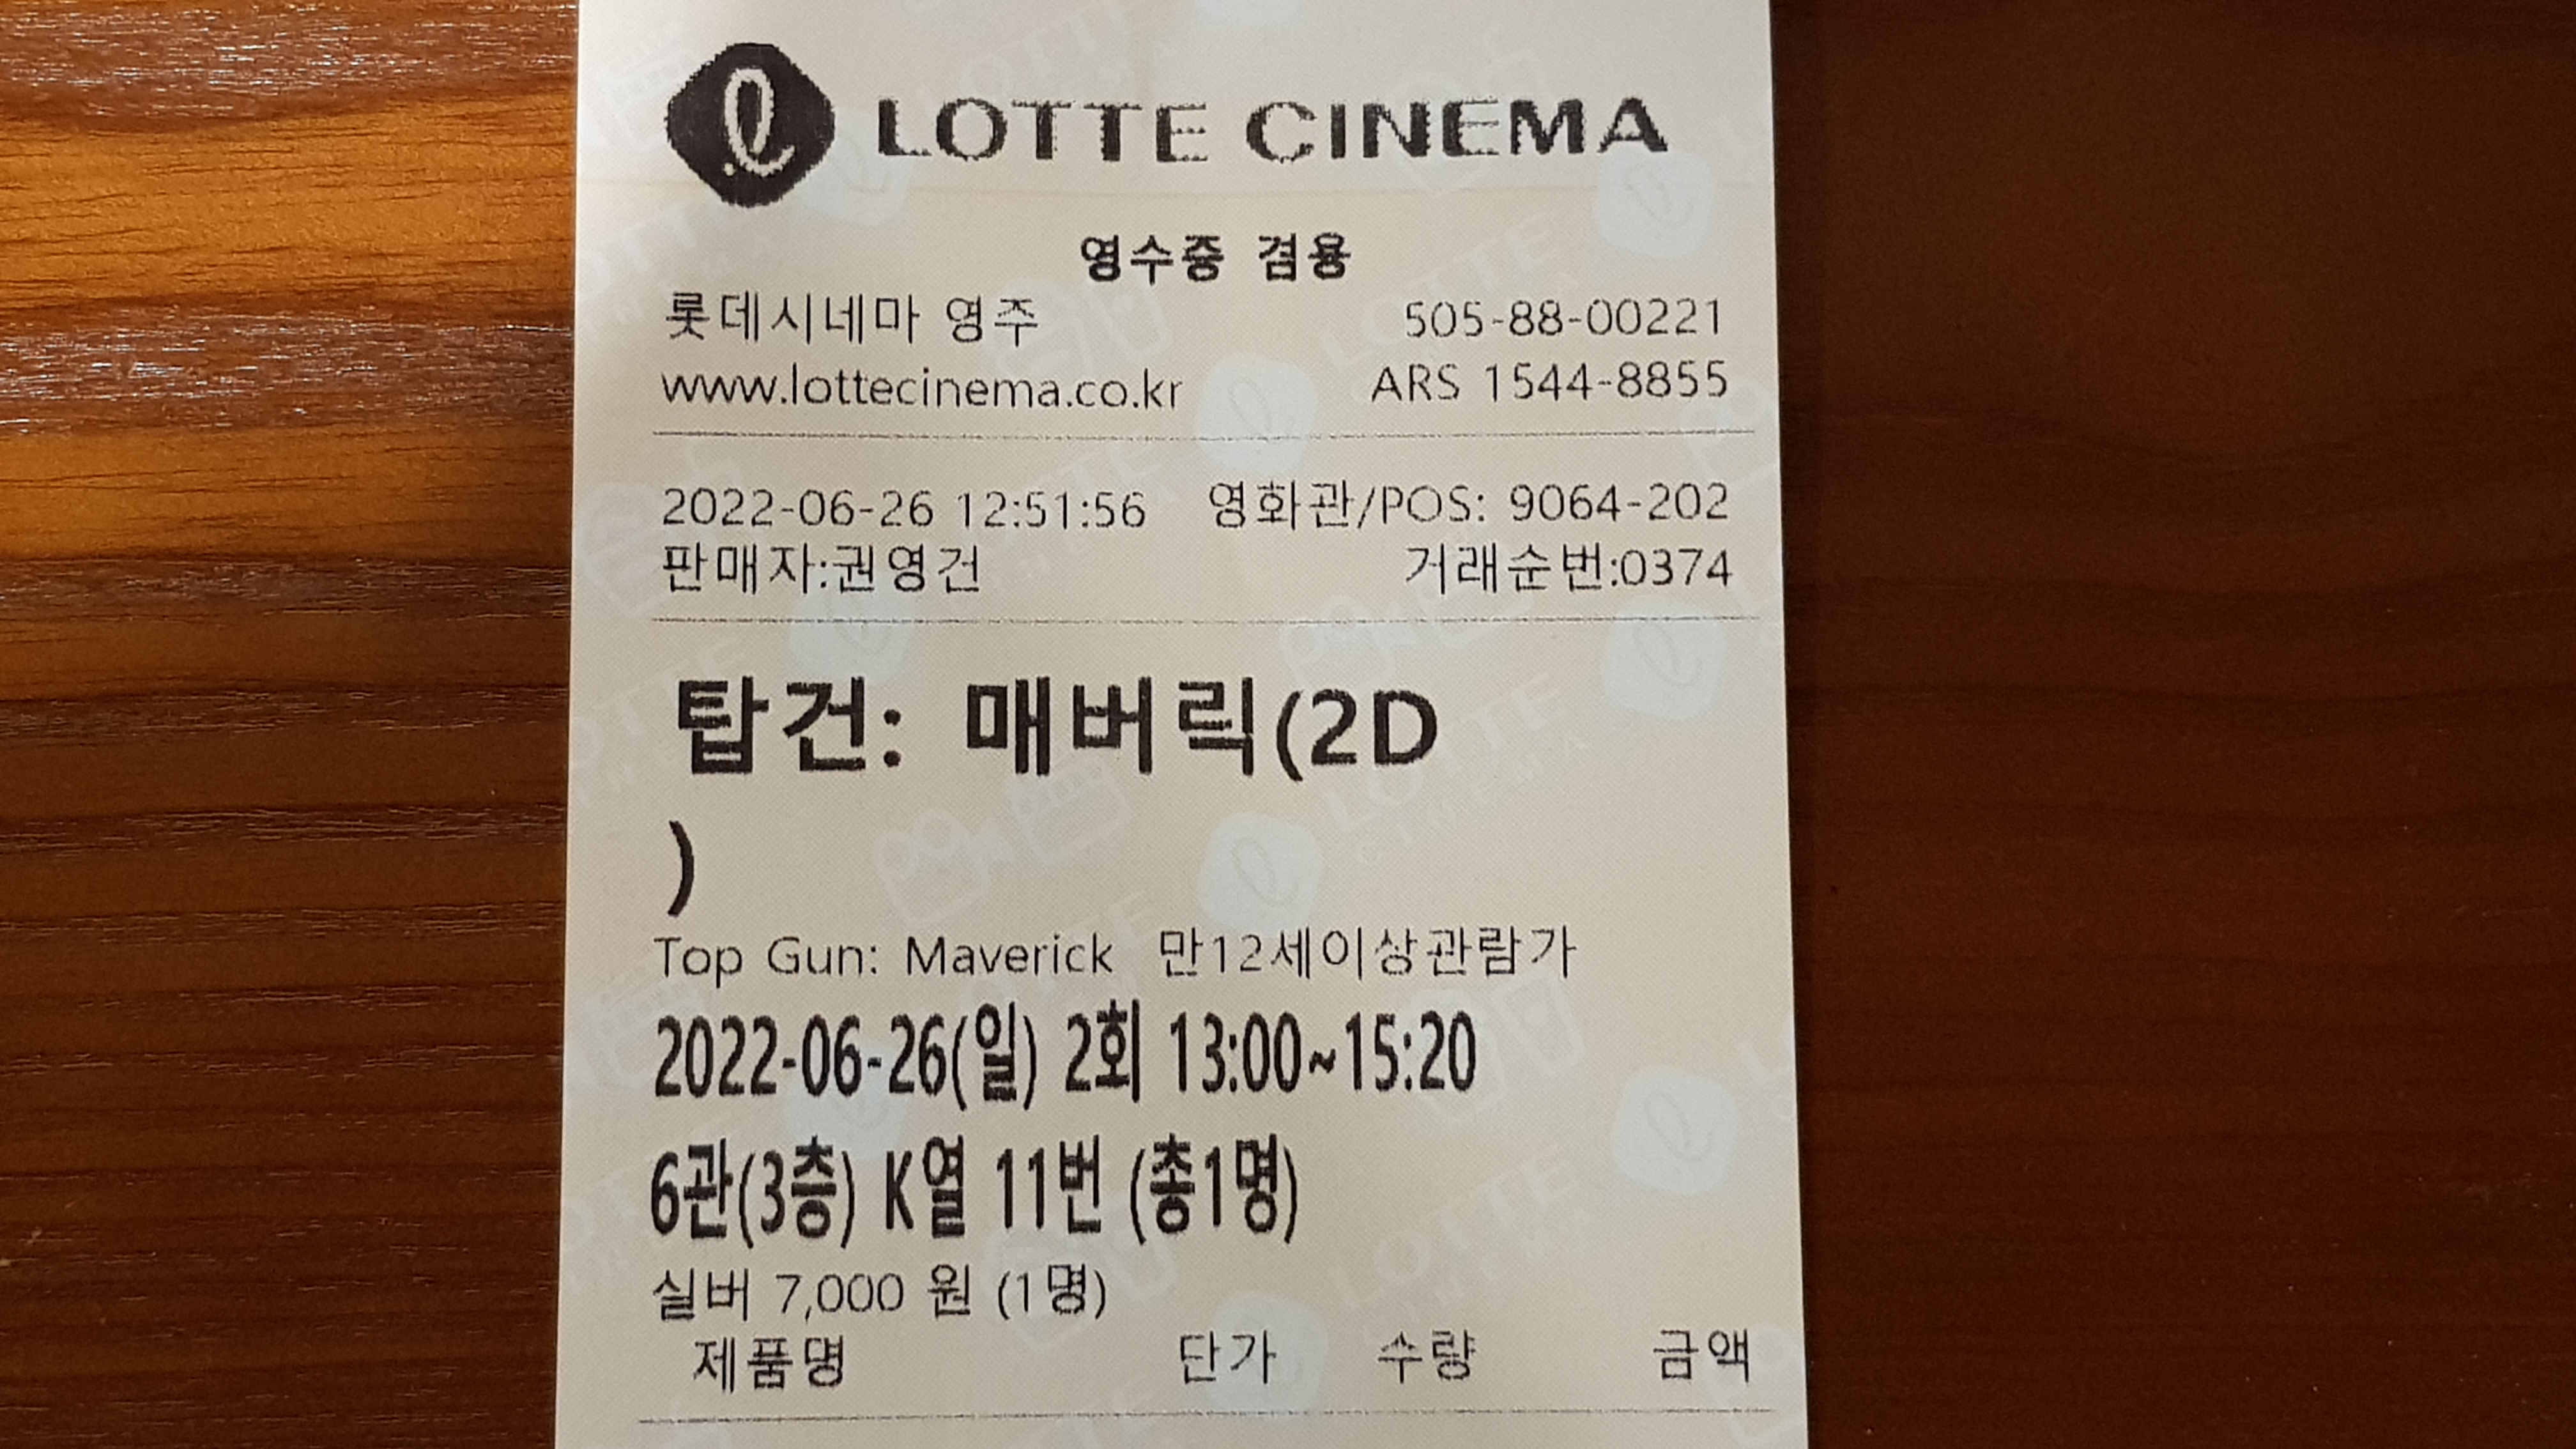 LOTTE CINEMA
영수증 겸용
롯데시네마 영주 505-88-00221
www.lottecinema.co.kr ARS 1544-8855
2022-06-26 12:51:56 영화관/POS: 9064-202
판매자:권영건 거래순번:0374
탑건: 매버릭(2D
)
Top Gun: Maverick 만12세이상관람가
2022-06-26(일) 2회 13:00~15:20
6관(3층) K열 11번 (총1명)
실버 7,000 원 (1명)
제품명 단가 수량 금액